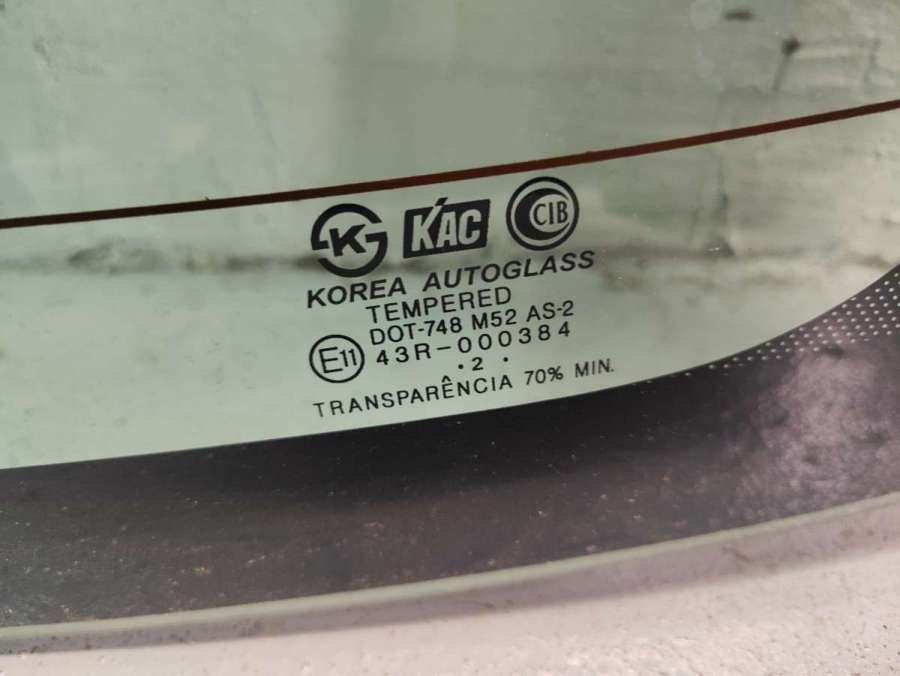 K KAC CIB
KOREA AUTOGLASS
TEMPERED
DOT-748 M52 AS-2
E11 43R-000384
.2 .
TRANSPARÊNCIA 70% MIN.